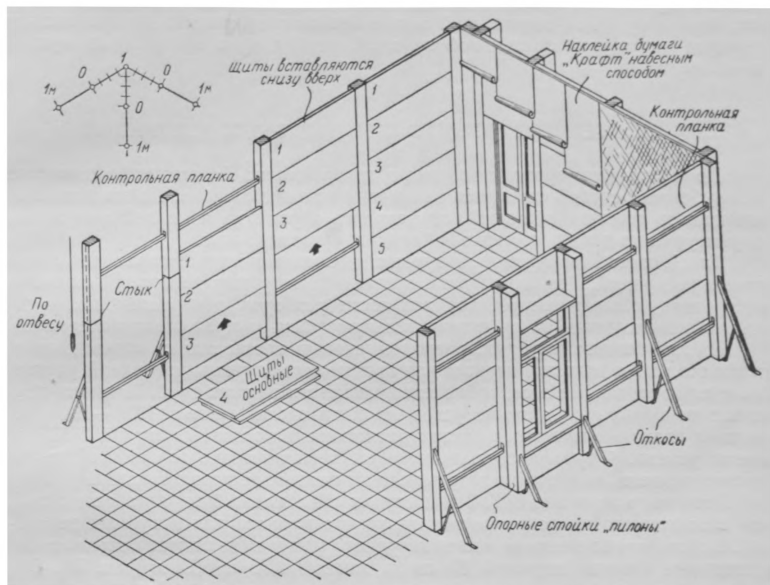 1
0
0
1м
1м
0
1м
Щиты вставляются
снизу вверх
Наклейка бумаги
„Крафт" навесным
способом
Контрольная
планка
Контрольная планка
1
2
3
4
5
1
2
3
1
2
3
Стык
По
отвесу
Щиты
основные
4
Откосы
Опорные стойки „пилоны"